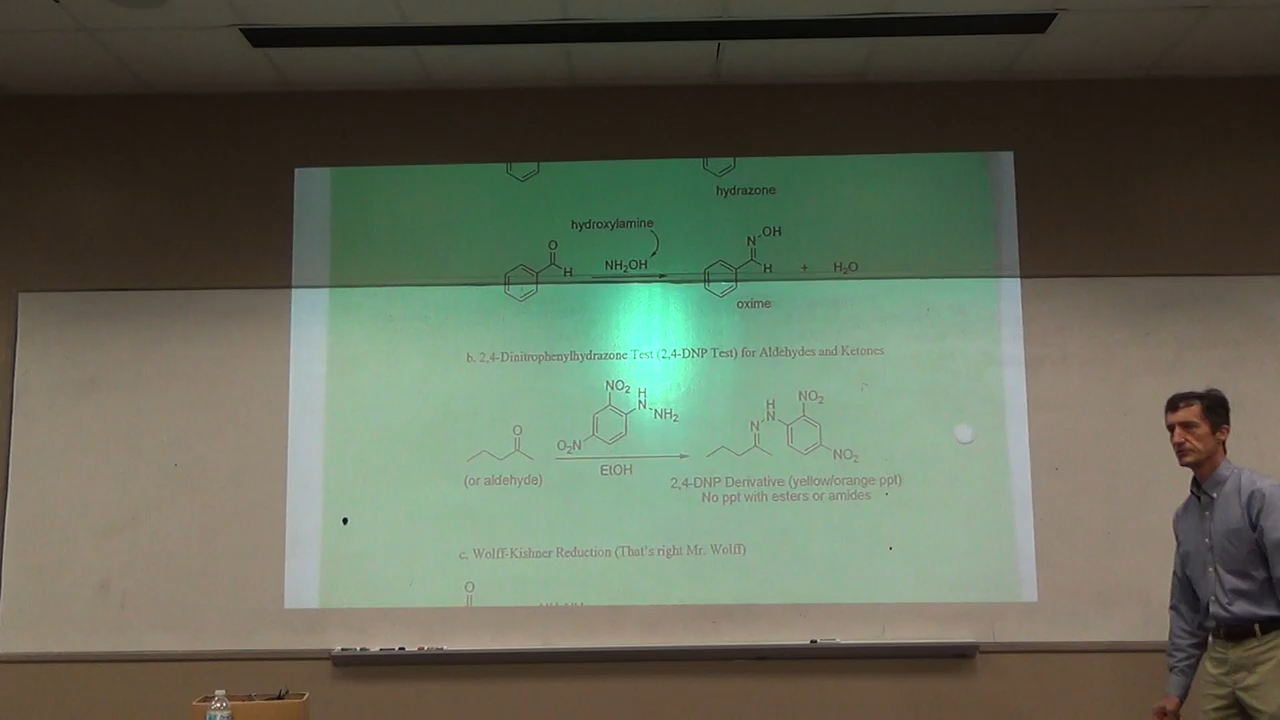 hydrazone
hydroxylamine
O
H
NH₂OH
N
OH
H
+
H₂O
oxime
b. 2,4-Dinitrophenylhydrazone Test (2,4-DNP Test) for Aldehydes and Ketones
O
NO₂
H
N
NH₂
O₂N
EtOH
H
N
N
NO₂
NO₂
(or aldehyde)
2,4-DNP Derivative (yellow/orange ppt)
No ppt with esters or amides
c. Wolff-Kishner Reduction (That's right Mr. Wolff)
O